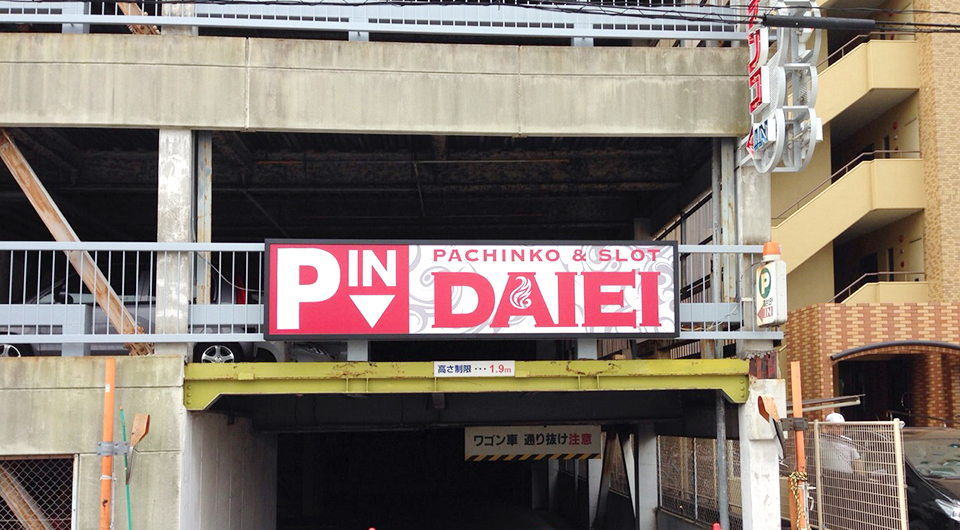 P IN
PACHINKO & SLOT
DAIEI
高さ制限 ･･･ 1.9m
ワゴン車 通り抜け注意
P
IN